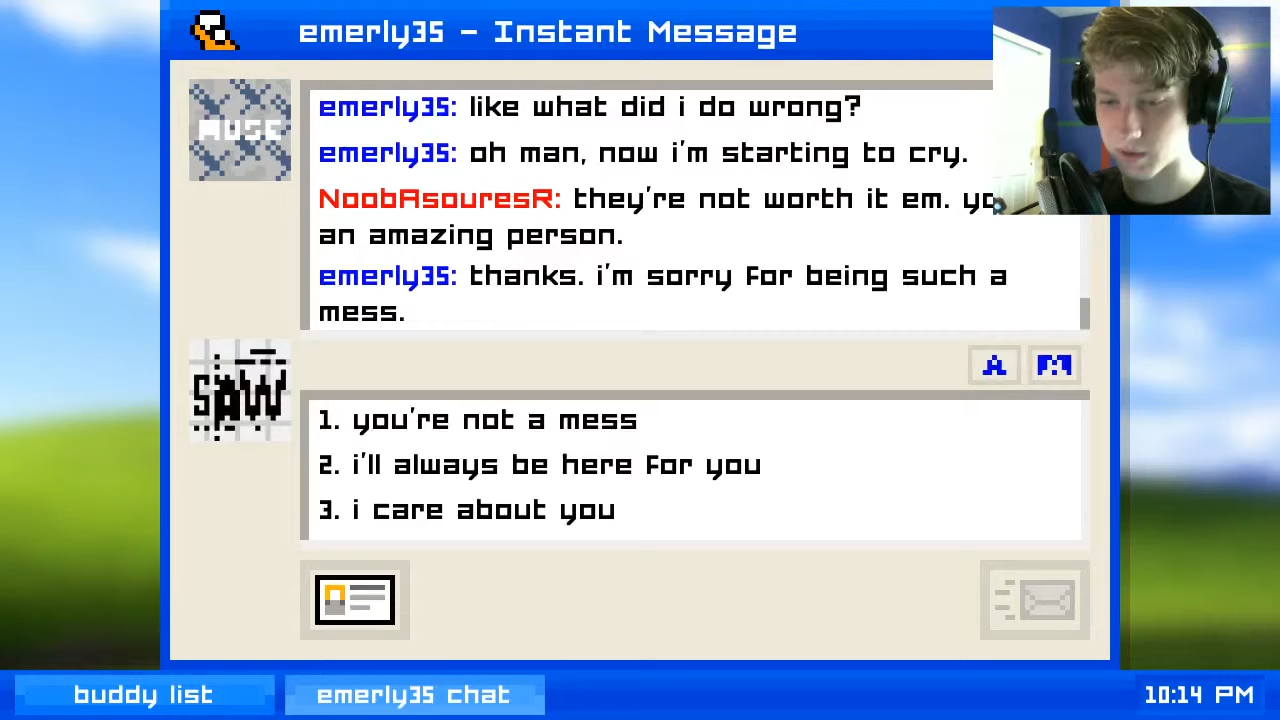 emerly35 - Instant Message
emerly35: like what did i do wrong?
emerly35: oh man, now i'm starting to cry.
NoobAsouresR: they're not worth it em.
an amazing person.
emerly35: thanks. i'm sorry for being such a
mess.
MUSE
SAW
A
1. you're not a mess
2. i'll always be here for you
3. i care about you
buddy list
emerly35 chat
10:14 PM